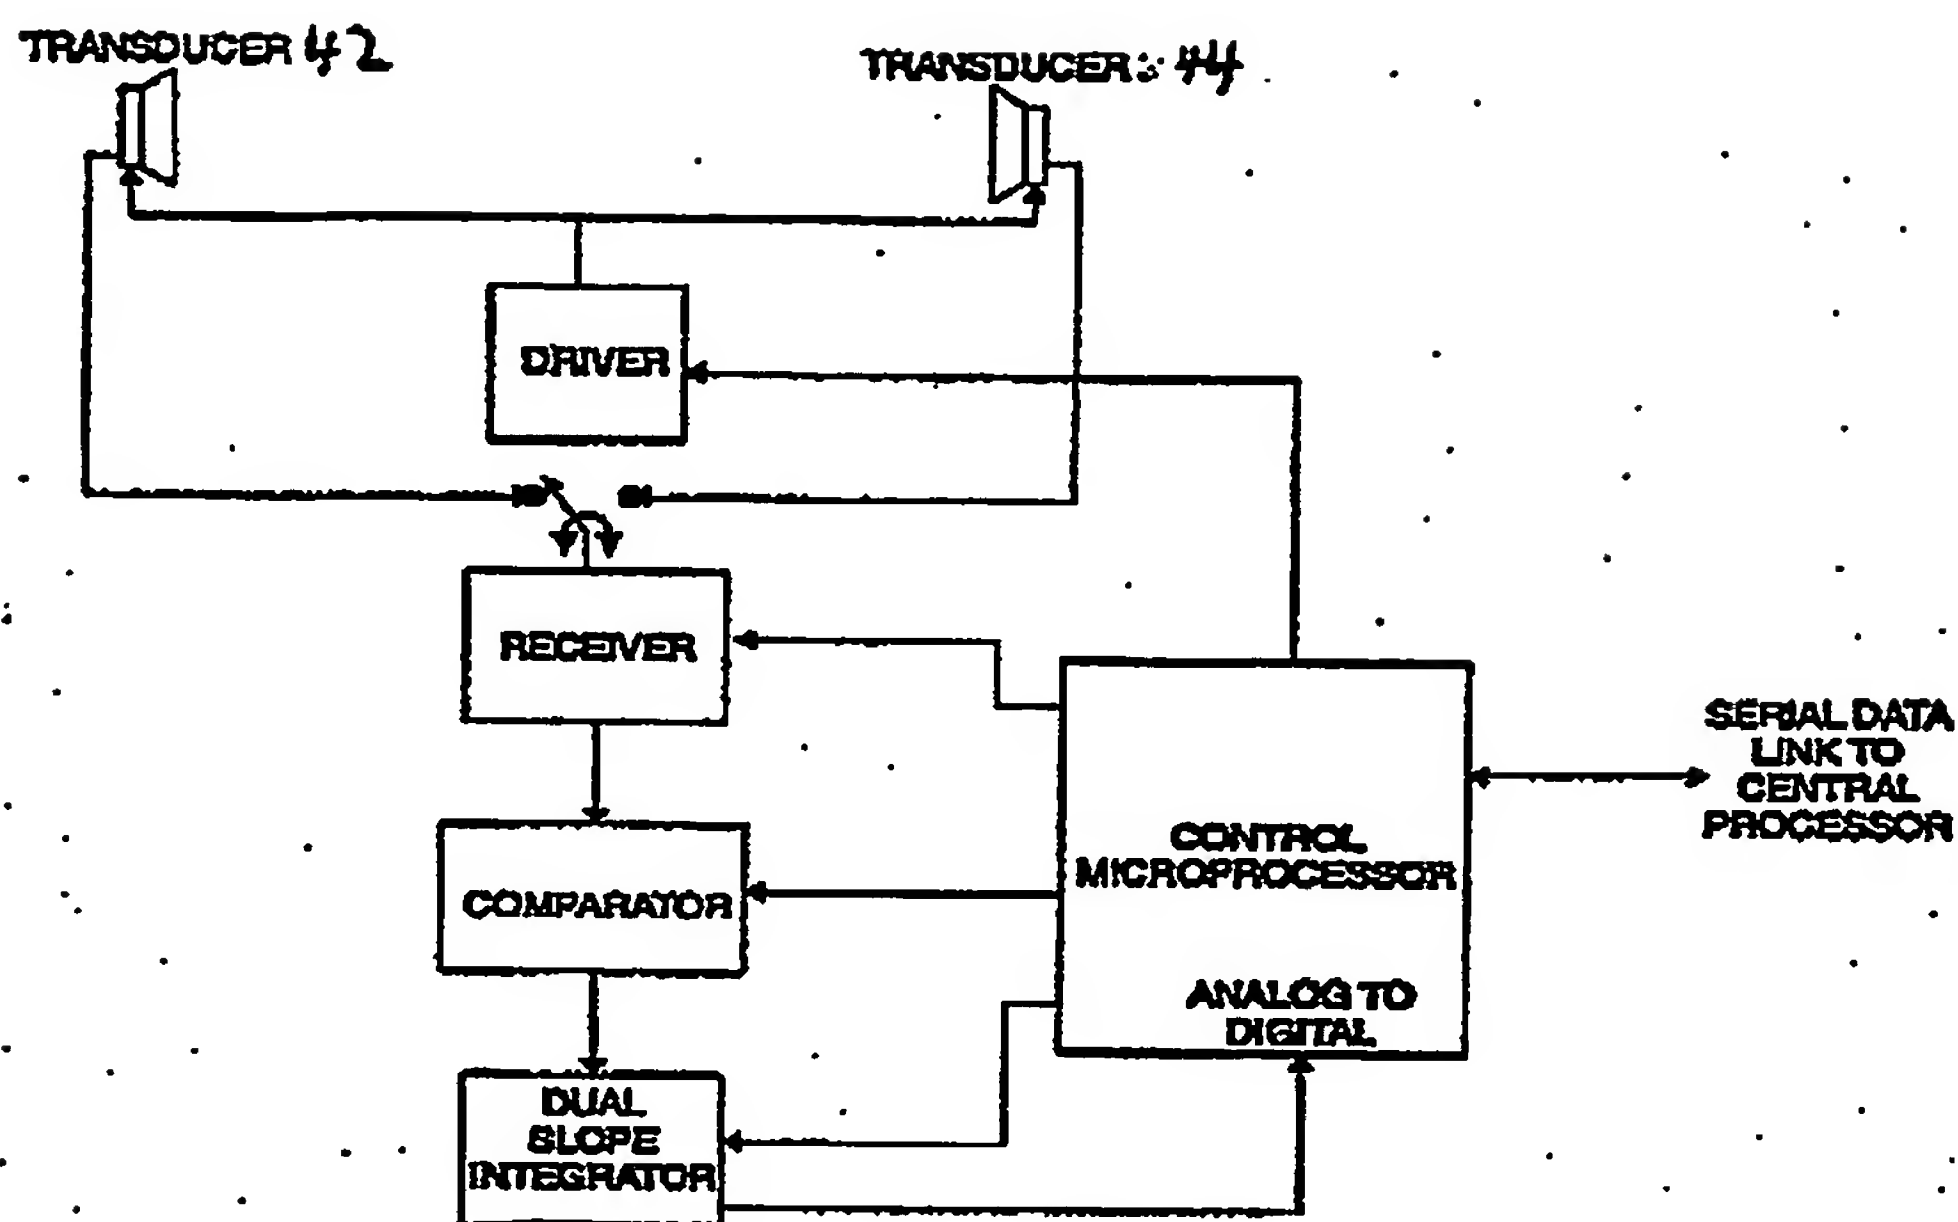 TRANSDUCER 42
TRANSDUCER 44
DRIVER
RECEIVER
SERIAL DATA
LINK TO
CENTRAL
PROCESSOR
CONTROL
MICROPROCESSOR
COMPARATOR
ANALOG TO
DIGITAL
DUAL
SLOPE
INTEGRATOR